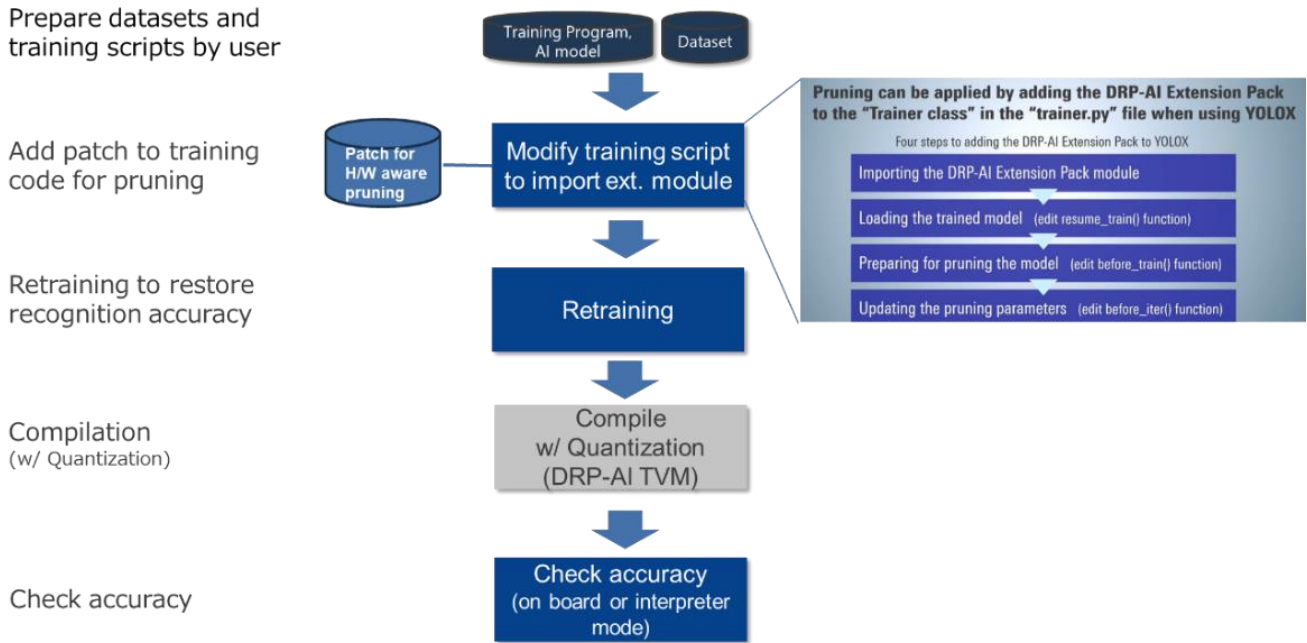 Prepare datasets and
training scripts by user
Training Program,
AI model
Dataset
Add patch to training
code for pruning
Patch for
H/W aware
pruning
Modify training script
to import ext. module
Pruning can be applied by adding the DRP-AI Extension Pack
to the “Trainer class” in the “trainer.py” file when using YOLOX
Four steps to adding the DRP-AI Extension Pack to YOLOX
Importing the DRP-AI Extension Pack module
Loading the trained model (edit resume_train() function)
Preparing for pruning the model (edit before_train() function)
Updating the pruning parameters (edit before_iter() function)
Retraining to restore
recognition accuracy
Retraining
Compilation
(w/ Quantization)
Compile
w/ Quantization
(DRP-AI TVM)
Check accuracy
Check accuracy
(on board or interpreter
mode)